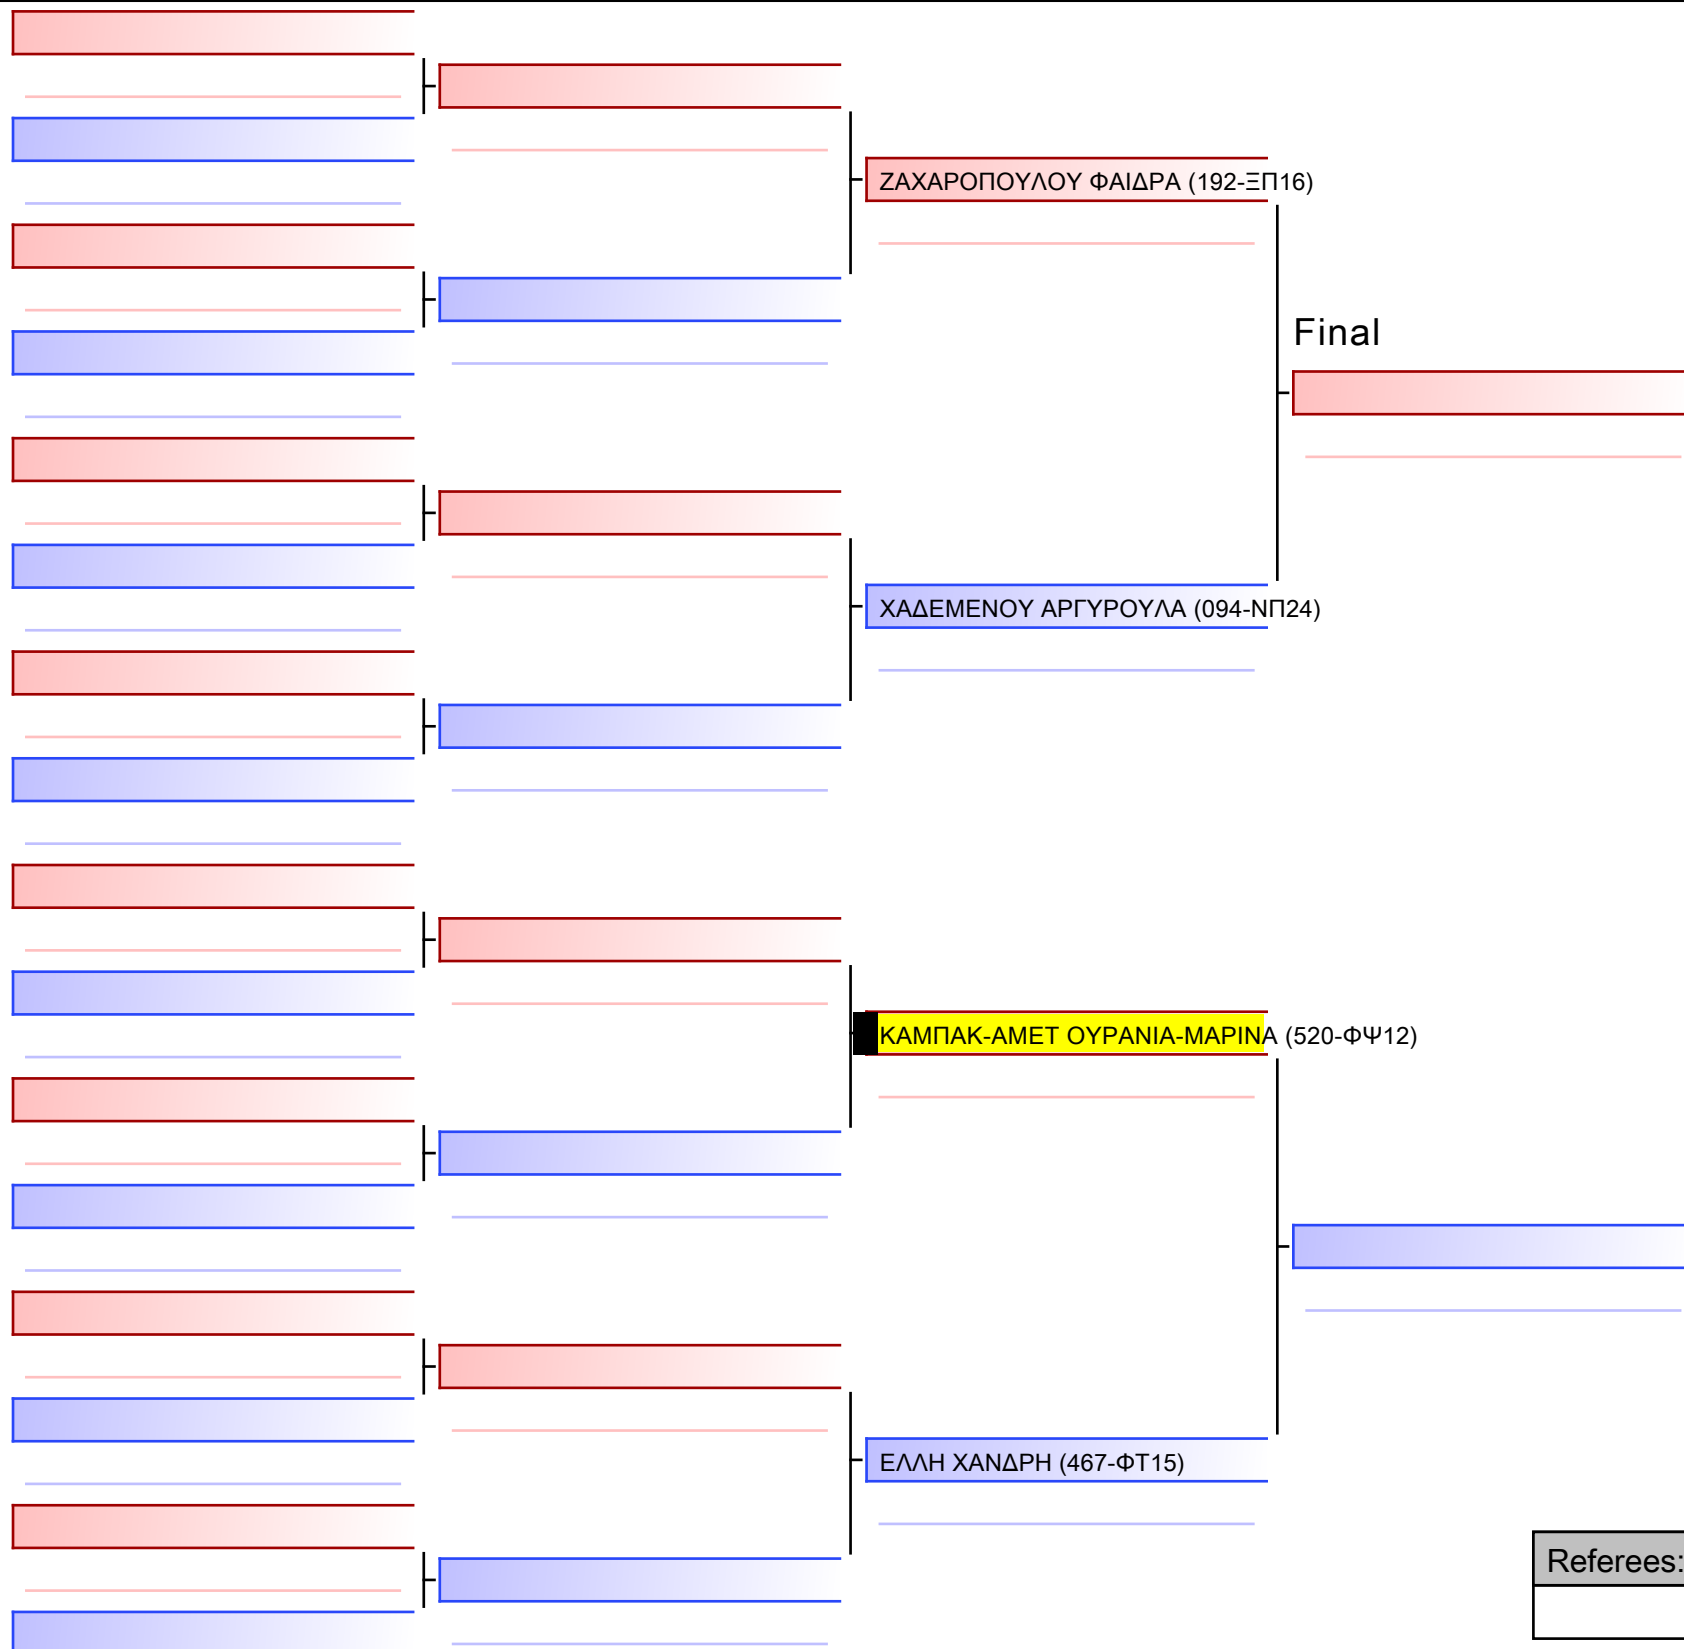 ΖΑΧΑΡΟΠΟΥΛΟΥ ΦΑΙΔΡΑ (192-ΞΠ16)
Final
ΧΑΔΕΜΕΝΟΥ ΑΡΓΥΡΟΥΛΑ (094-ΝΠ24)
ΚΑΜΠΑΚ-ΑΜΕΤ ΟΥΡΑΝΙΑ-ΜΑΡΙΝΑ (520-ΦΨ12)
ΕΛΛΗ ΧΑΝΔΡΗ (467-ΦΤ15)
Referees: